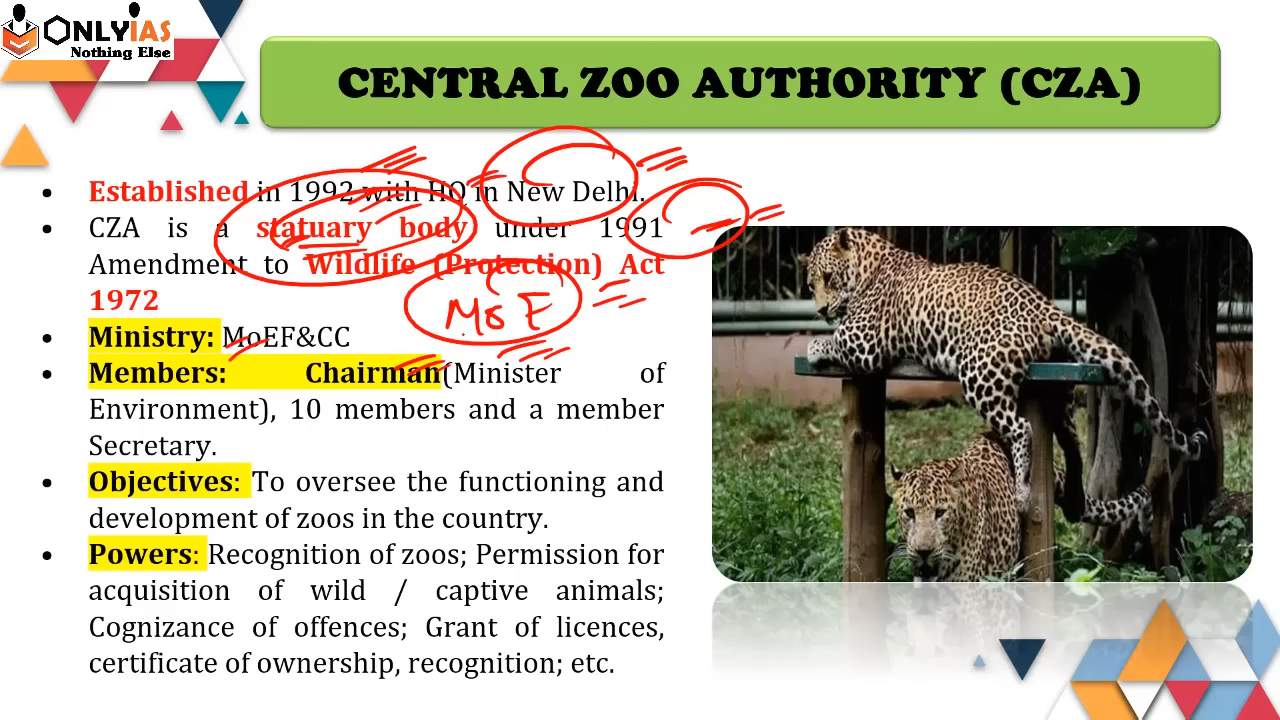 ONLYIAS
Nothing Else
CENTRAL ZOO AUTHORITY (CZA)
• Established in 1992 with HQ in New Delhi.
• CZA is a statuary body under 1991
Amendment to Wildlife (Protection) Act
1972
MOE
• Ministry: MoEF&CC
• Members: Chairman(Minister of
Environment), 10 members and a member
Secretary.
• Objectives: To oversee the functioning and
development of zoos in the country.
• Powers: Recognition of zoos; Permission for
acquisition of wild / captive animals;
Cognizance of offences; Grant of licences,
certificate of ownership, recognition; etc.